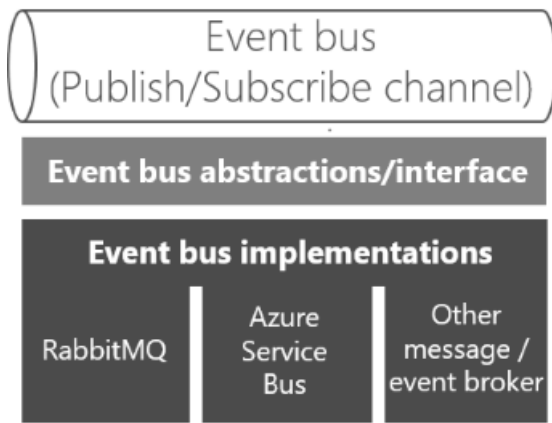 Event bus
(Publish/Subscribe channel)
Event bus abstractions/interface
Event bus implementations
RabbitMQ
Azure
Service
Bus
Other
message /
event broker